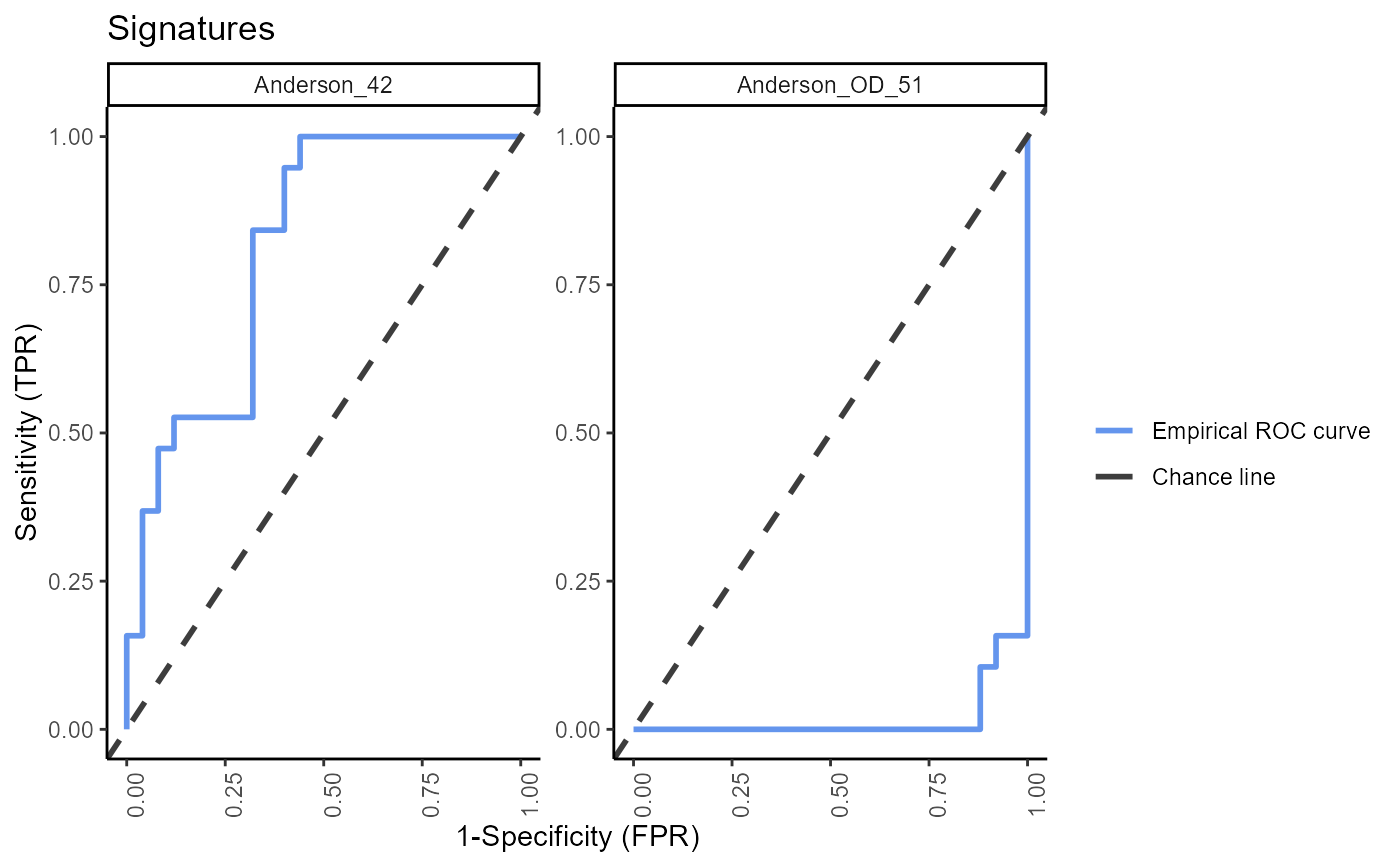 Signatures
Anderson_42
Anderson_OD_51
Sensitivity (TPR)
1.00
0.75
0.50
0.25
0.00
1.00
0.75
0.50
0.25
0.00
0.00
0.25
0.50
0.75
1.00
0.00
0.25
0.50
0.75
1.00
1-Specificity (FPR)
Empirical ROC curve
Chance line